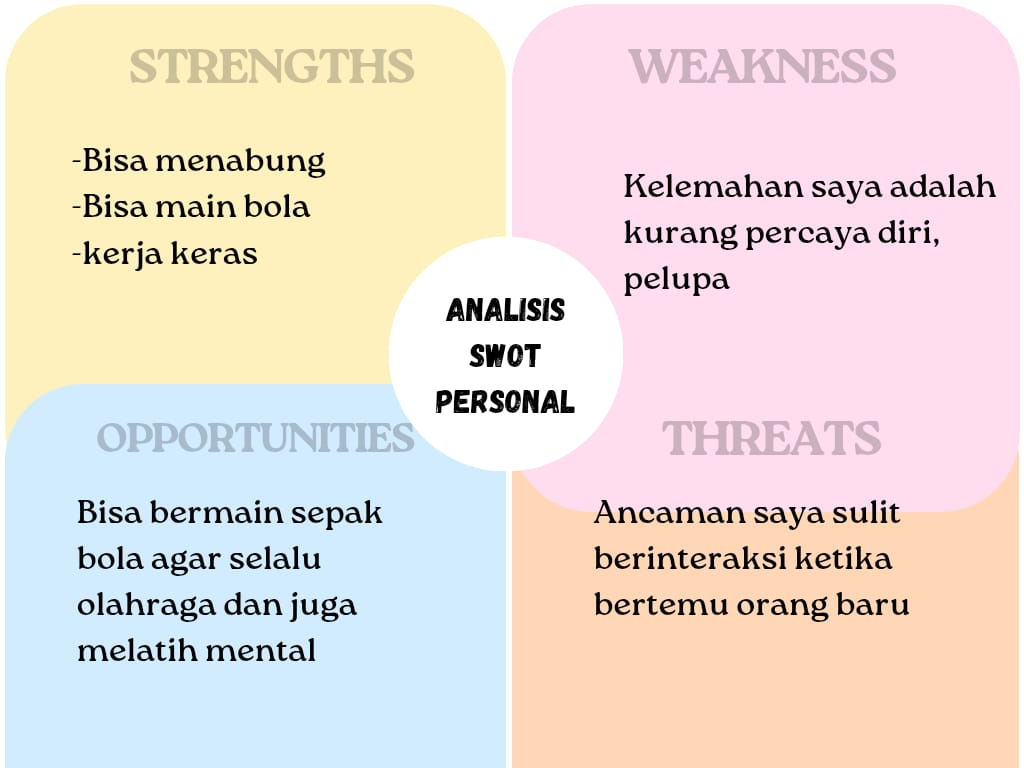 STRENGTHS
-Bisa menabung
-Bisa main bola
-kerja keras
WEAKNESS
Kelemahan saya adalah
kurang percaya diri,
pelupa
ANALISIS
SWOT
PERSONAL
OPPORTUNITIES
Bisa bermain sepak
bola agar selalu
olahraga dan juga
melatih mental
THREATS
Ancaman saya sulit
berinteraksi ketika
bertemu orang baru